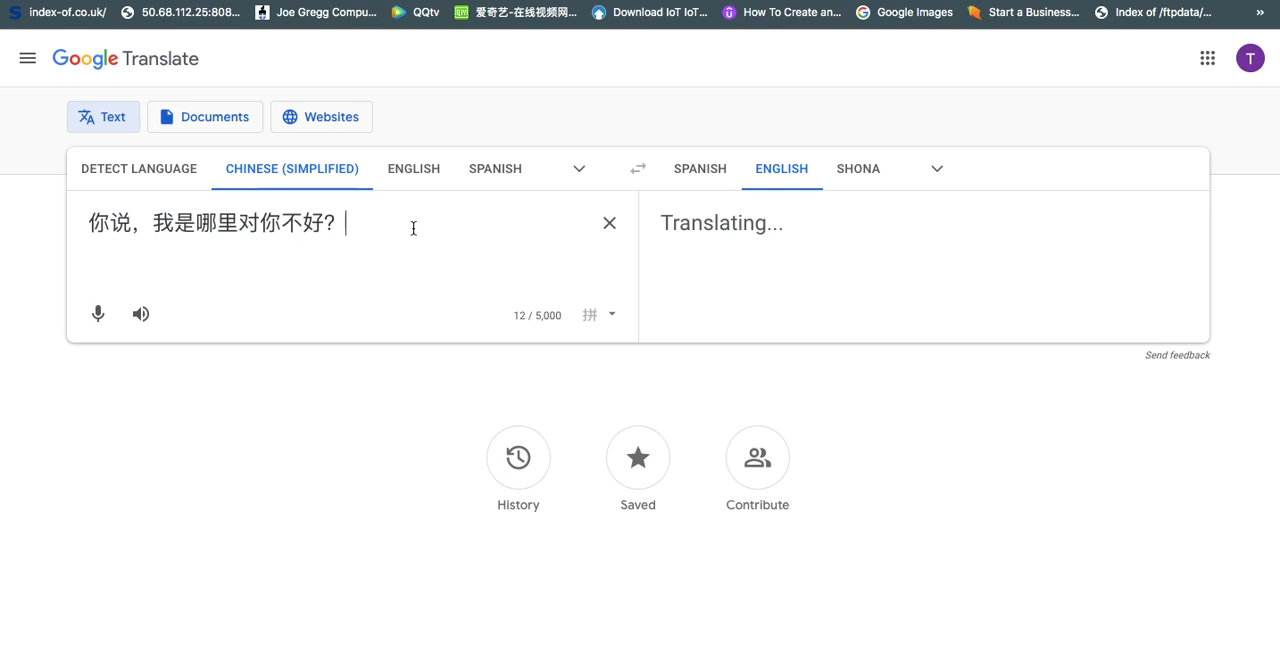 index-of.co.uk/ 50.68.112.25:808... Joe Gregg Compu... QQtv 爱奇艺-在线视频网... Download IoT IoT... How To Create an... Google Images Start a Business... Index of /ftpdata/... »
Google Translate T
Text Documents Websites
DETECT LANGUAGE CHINESE (SIMPLIFIED) ENGLISH SPANISH SPANISH ENGLISH SHONA
你说，我是哪里对你不好？ Translating...
12 / 5,000 拼
Send feedback
History Saved Contribute